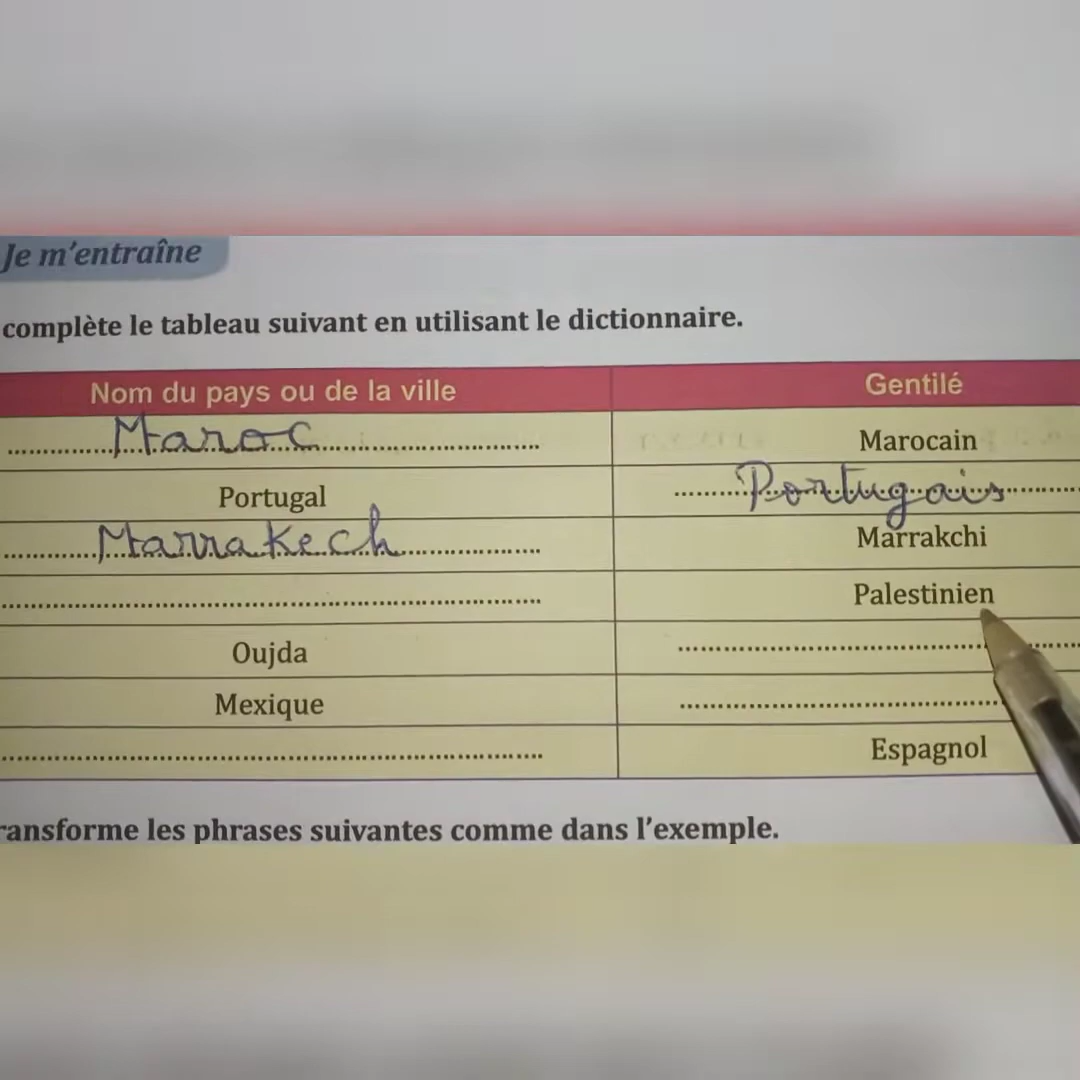 Je m'entraîne
complète le tableau suivant en utilisant le dictionnaire.
Nom du pays ou de la ville Gentilé
Maroc Marocain
Portugal Portugais
Marrakech Marrakchi
Palestinien
Oujda
Mexique
Espagnol
ransforme les phrases suivantes comme dans l'exemple.